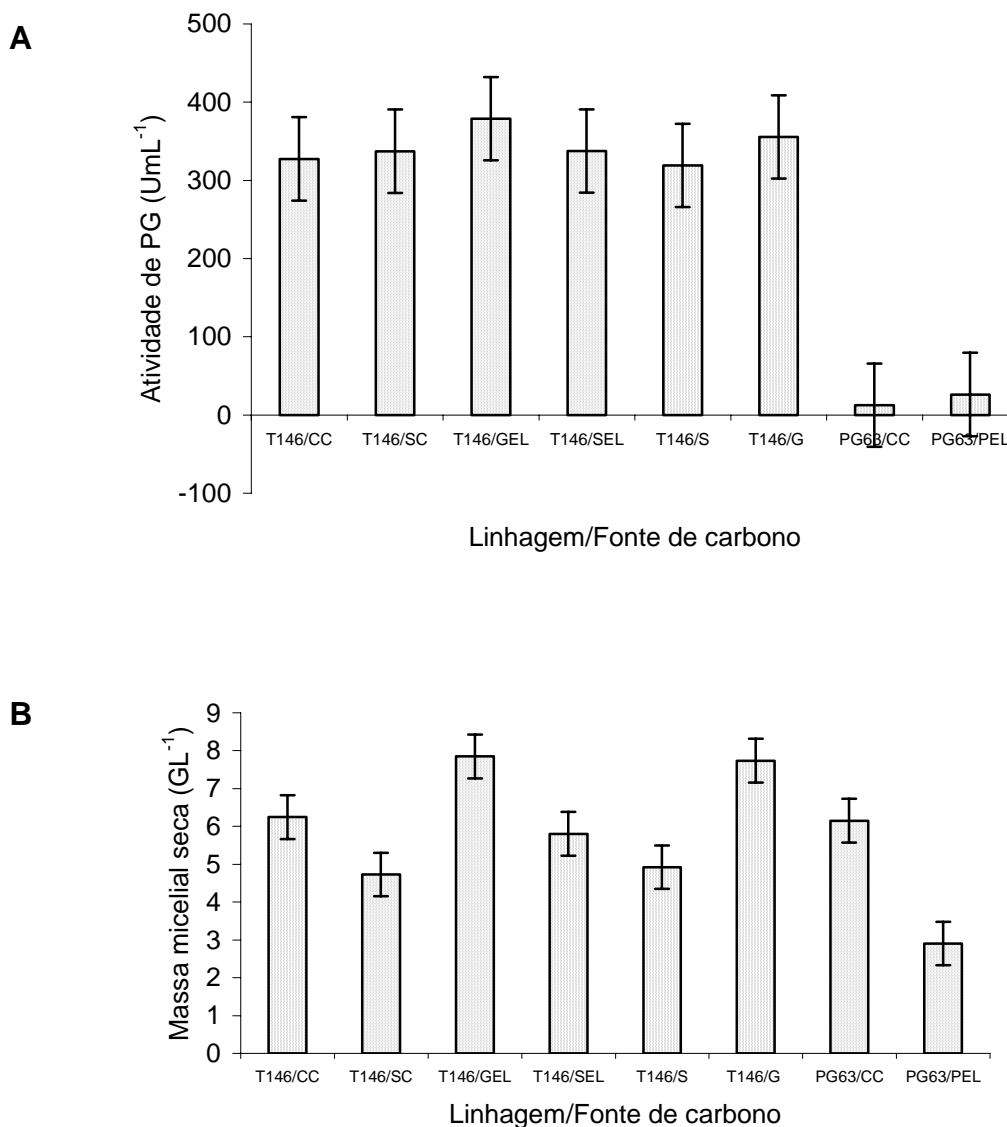 A
Atividade de PG (UmL-1)
500
400
300
200
100
0
-100
T146/CC T146/SC T146/GEL T146/SEL T146/S T146/G PG63/CC PG63/PEL
Linhagem/Fonte de carbono
B
Massa micelial seca (GL-1)
9
8
7
6
5
4
3
2
1
0
T146/CC T146/SC T146/GEL T146/SEL T146/S T146/G PG63/CC PG63/PEL
Linhagem/Fonte de carbono